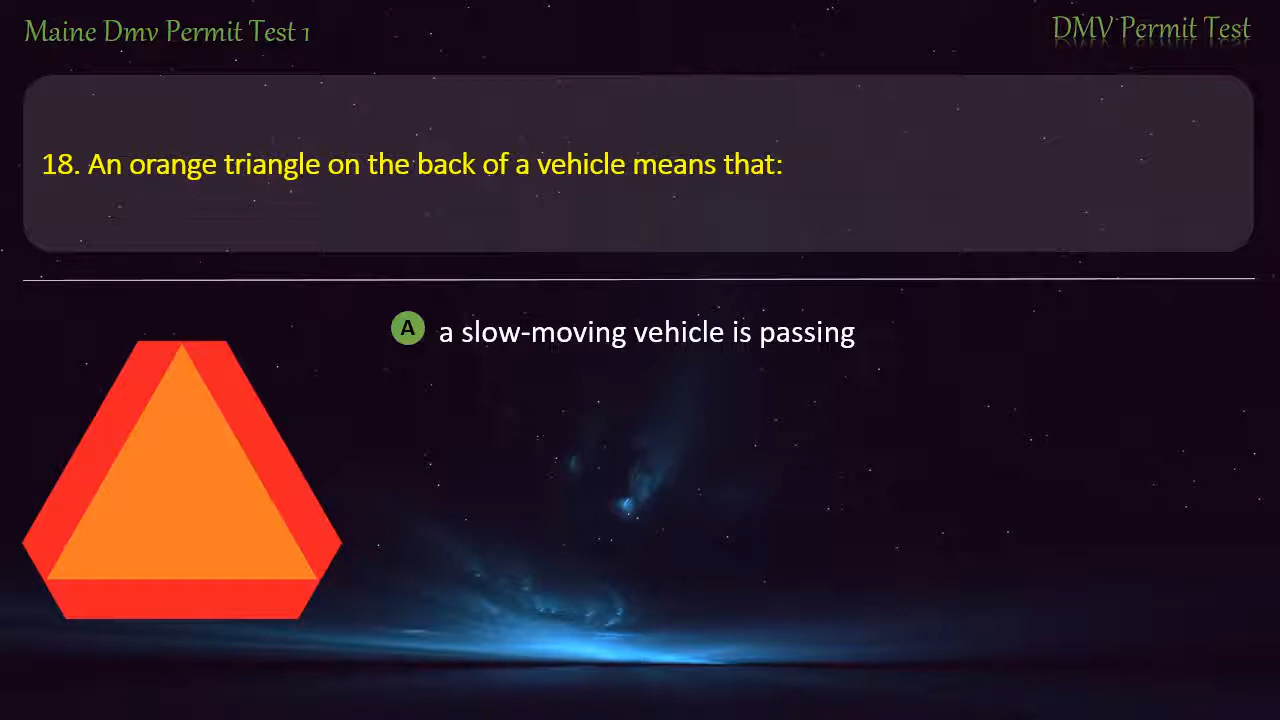 Maine Dmv Permit Test 1
DMV Permit Test
18. An orange triangle on the back of a vehicle means that:
A a slow-moving vehicle is passing